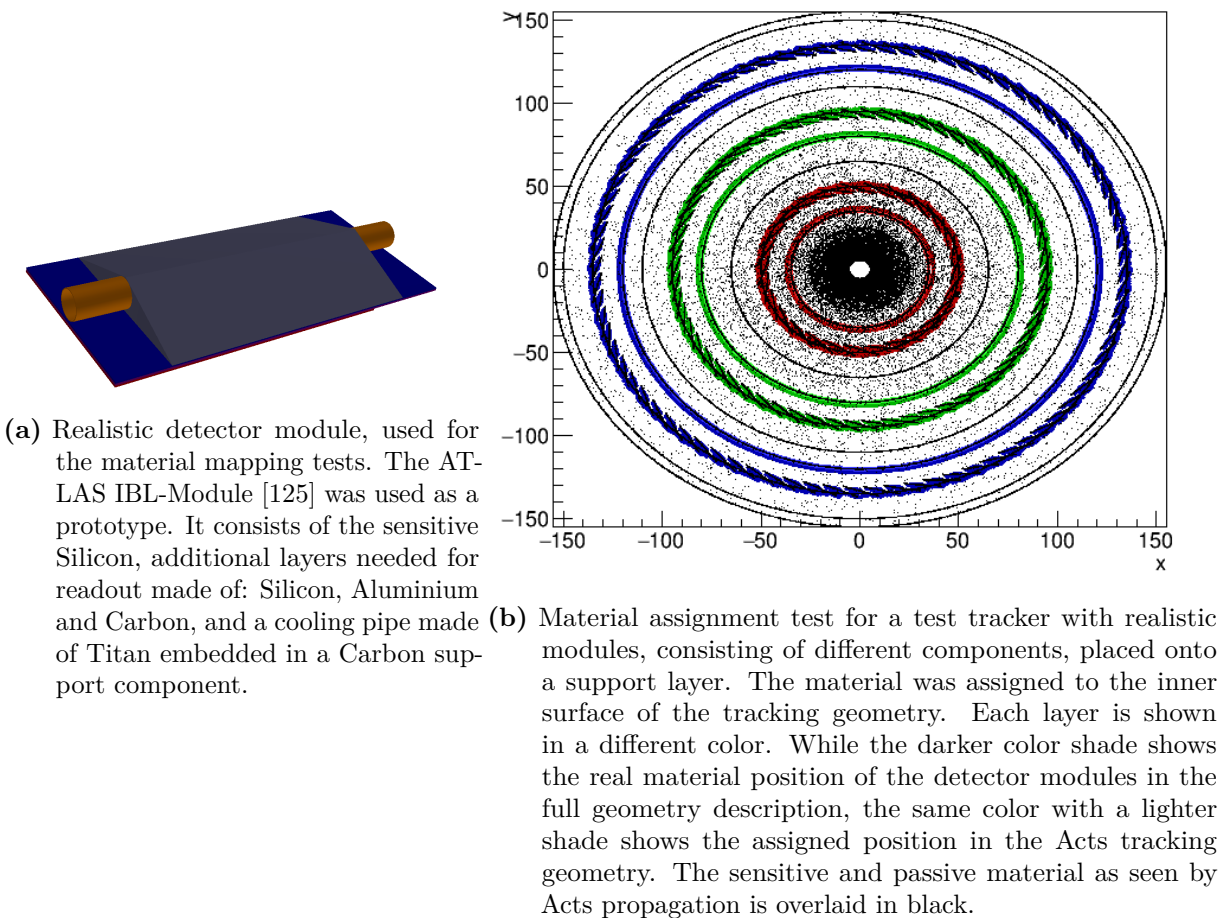 y
150
100
50
0
−50
−100
−150
−150 −100 −50 0 50 100 150
x
(a) Realistic detector module, used for
the material mapping tests. The AT-
LAS IBL-Module [125] was used as a
prototype. It consists of the sensitive
Silicon, additional layers needed for
readout made of: Silicon, Aluminium
and Carbon, and a cooling pipe made
of Titan embedded in a Carbon sup-
port component.
(b) Material assignment test for a test tracker with realistic
modules, consisting of different components, placed onto
a support layer. The material was assigned to the inner
surface of the tracking geometry. Each layer is shown
in a different color. While the darker color shade shows
the real material position of the detector modules in the
full geometry description, the same color with a lighter
shade shows the assigned position in the Acts tracking
geometry. The sensitive and passive material as seen by
Acts propagation is overlaid in black.